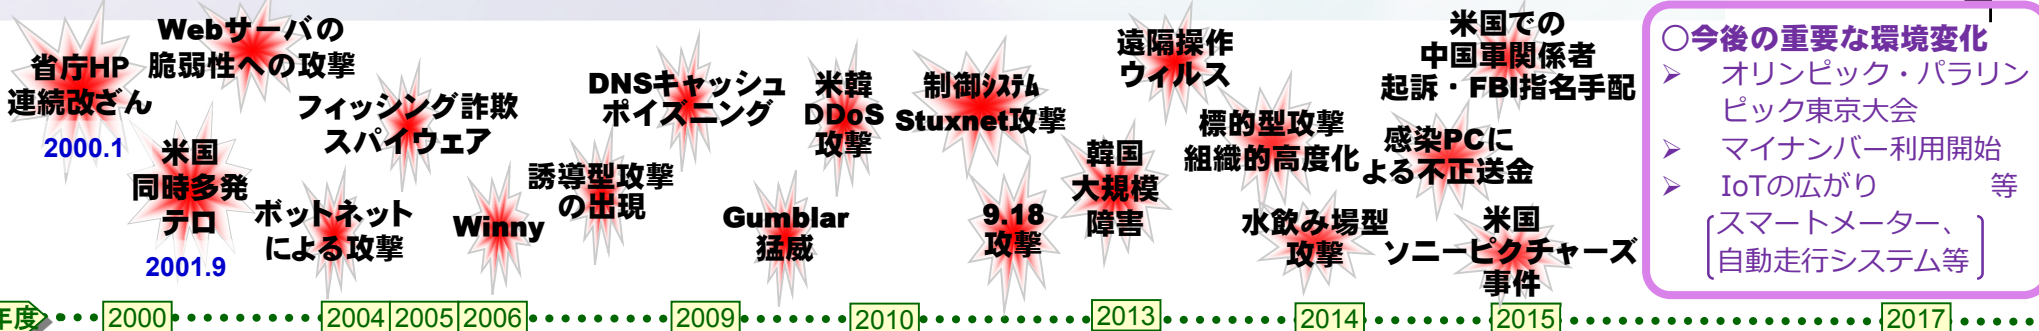 省庁HP
連続改ざん
2000.1
Webサーバの
脆弱性への攻撃
米国
同時多発
テロ
2001.9
フィッシング詐欺
スパイウェア
ボットネット
による攻撃
Winny
誘導型攻撃
の出現
DNSキャッシュ
ポイズニング
Gumblar
猛威
米韓
DDoS
攻撃
制御ｼｽﾃﾑ
Stuxnet攻撃
9.18
攻撃
遠隔操作
ウィルス
韓国
大規模
障害
標的型攻撃
組織的高度化
水飲み場型
攻撃
米国での
中国軍関係者
起訴・FBI指名手配
感染PCに
よる不正送金
米国
ソニーピクチャーズ
事件
○今後の重要な環境変化
➢ オリンピック・パラリン
ピック東京大会
➢ マイナンバー利用開始
➢ IoTの広がり 等
スマートメーター、
自動走行システム等
年度 2000 2004 2005 2006 2009 2010 2013 2014 2015 2017